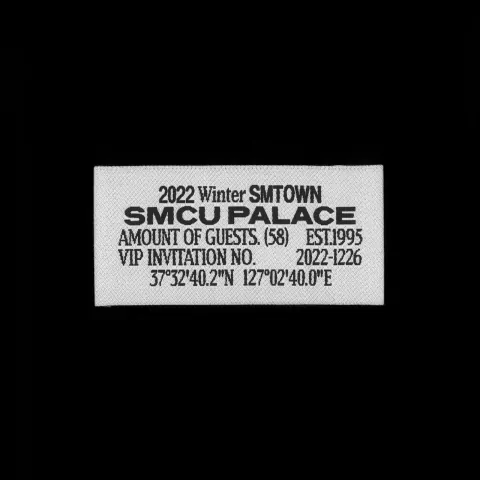 2022 Winter SMTOWN
SMCU PALACE
AMOUNT OF GUESTS. (58) EST.1995
VIP INVITATION NO. 2022-1226
37°32'40.2"N 127°02'40.0"E